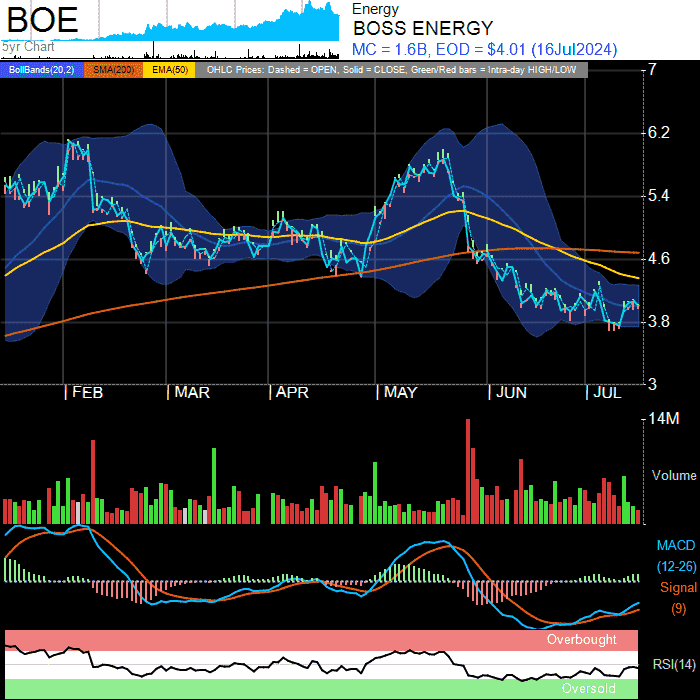 BOE
5yr Chart
Energy
BOSS ENERGY
MC = 1.6B, EOD = $4.01 (16Jul2024)
BollBands(20,2) SMA(200) EMA(50) OHLC Prices: Dashed = OPEN, Solid = CLOSE, Green/Red bars = Intra-day HIGH/LOW
7
6.2
5.4
4.6
3.8
3
| FEB | MAR | APR | MAY | JUN | JUL
14M
Volume
MACD
(12-26)
Signal
(9)
Overbought
RSI(14)
Oversold